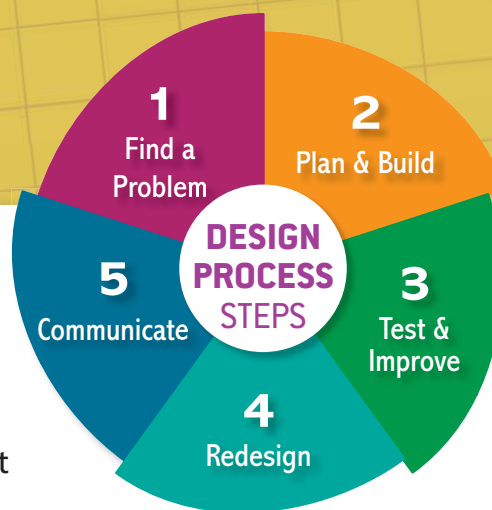 1
Find a
Problem
2
Plan & Build
3
Test &
Improve
4
Redesign
5
Communicate
DESIGN
PROCESS
STEPS
t